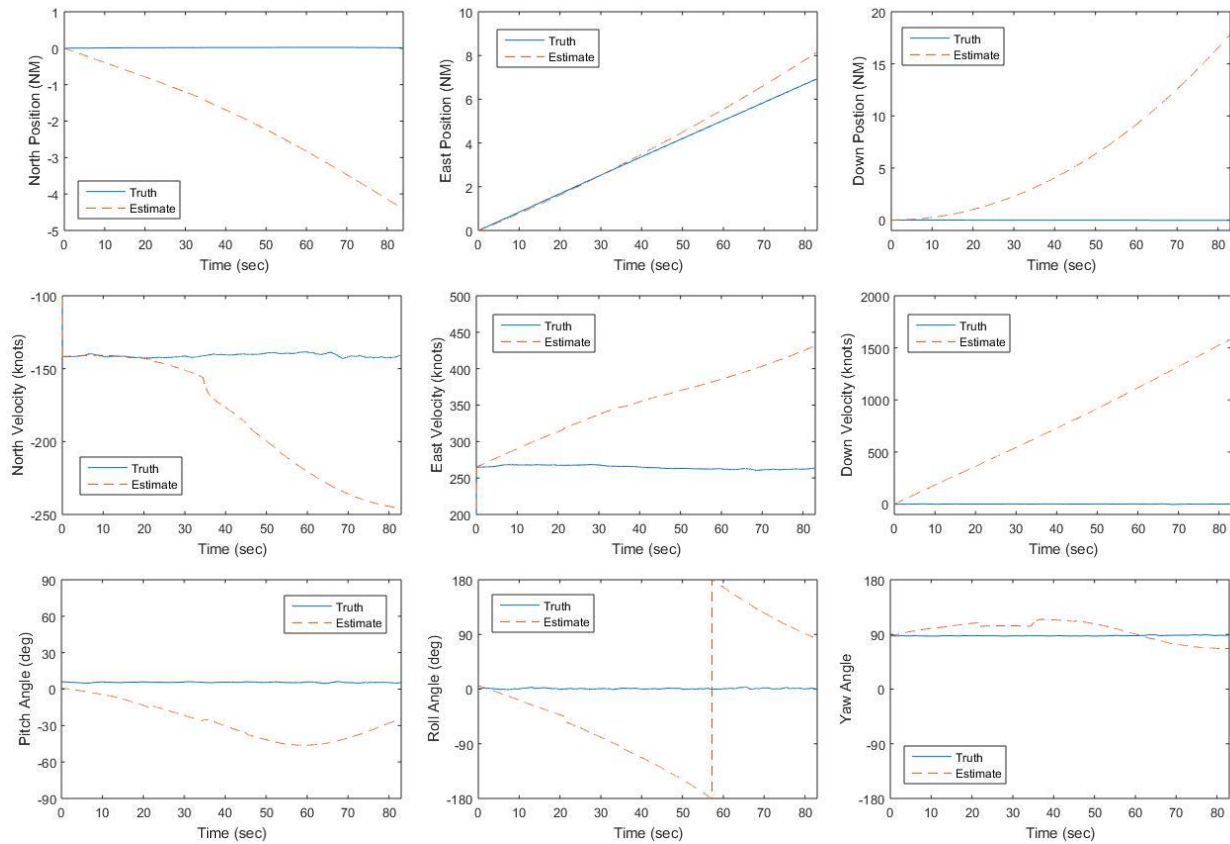 1
0
-1
-2
-3
-4
-5
North Position (NM)
Truth
Estimate
0 10 20 30 40 50 60 70 80
Time (sec)
10
8
6
4
2
0
East Position (NM)
Truth
Estimate
0 10 20 30 40 50 60 70 80
Time (sec)
20
15
10
5
0
Down Postion (NM)
Truth
Estimate
0 10 20 30 40 50 60 70 80
Time (sec)
-100
-150
-200
-250
North Velocity (knots)
Truth
Estimate
0 10 20 30 40 50 60 70 80
Time (sec)
500
450
400
350
300
250
200
East Velocity (knots)
Truth
Estimate
0 10 20 30 40 50 60 70 80
Time (sec)
2000
1500
1000
500
0
Down Velocity (knots)
Truth
Estimate
0 10 20 30 40 50 60 70 80
Time (sec)
90
60
30
0
-30
-60
-90
Pitch Angle (deg)
Truth
Estimate
0 10 20 30 40 50 60 70 80
Time (sec)
180
90
0
-90
-180
Roll Angle (deg)
Truth
Estimate
0 10 20 30 40 50 60 70 80
Time (sec)
180
90
0
-90
-180
Yaw Angle
Truth
Estimate
0 10 20 30 40 50 60 70 80
Time (sec)